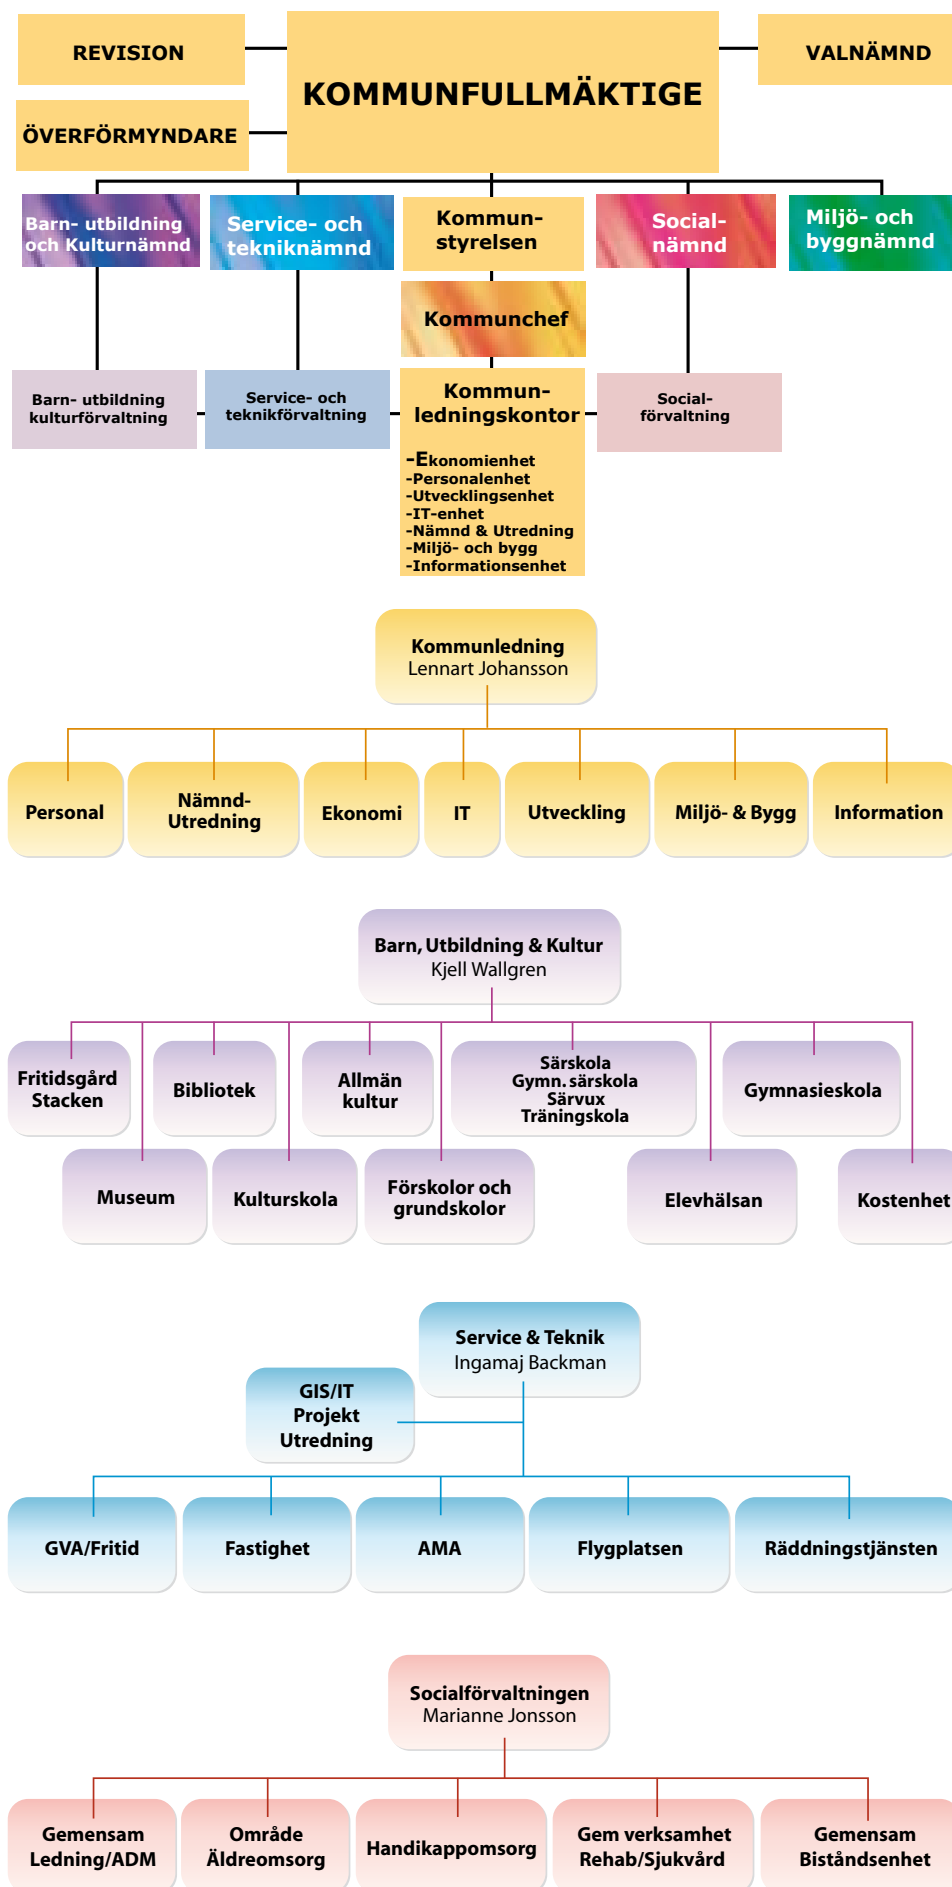 REVISION
KOMMUNFULLMÄKTIGE
VALNÄMND
ÖVERFÖRMYNDARE
Barn- utbildning
och Kulturnämnd
Service- och
tekniknämnd
Kommun-
styrelsen
Social-
nämnd
Miljö- och
byggnämnd
Kommunchef
Barn- utbildning
kulturförvaltning
Service- och
teknikförvaltning
Kommun-
ledningskontor
-Ekonomienhet
-Personalenhet
-Utvecklingsenhet
-IT-enhet
-Nämnd & Utredning
-Miljö- och bygg
-Informationsenhet
Social-
förvaltning
Kommunledning
Lennart Johansson
Personal
Nämnd-
Utredning
Ekonomi
IT
Utveckling
Miljö- & Bygg
Information
Barn, Utbildning & Kultur
Kjell Wallgren
Fritidsgård
Stacken
Bibliotek
Allmän
kultur
Särskola
Gymn. särskola
Särvux
Träningskola
Gymnasieskola
Museum
Kulturskola
Förskolor och
grundskolor
Elevhälsan
Kostenhet
Service & Teknik
Ingamaj Backman
GIS/IT
Projekt
Utredning
GVA/Fritid
Fastighet
AMA
Flygplatsen
Räddningstjänsten
Socialförvaltningen
Marianne Jonsson
Gemensam
Ledning/ADM
Område
Äldreomsorg
Handikappomsorg
Gem verksamhet
Rehab/Sjukvård
Gemensam
Biståndsenhet